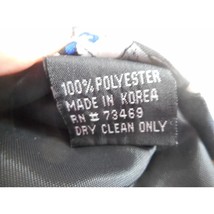 100% POLYESTER
MADE IN KOREA
RN # 73469
DRY CLEAN ONLY